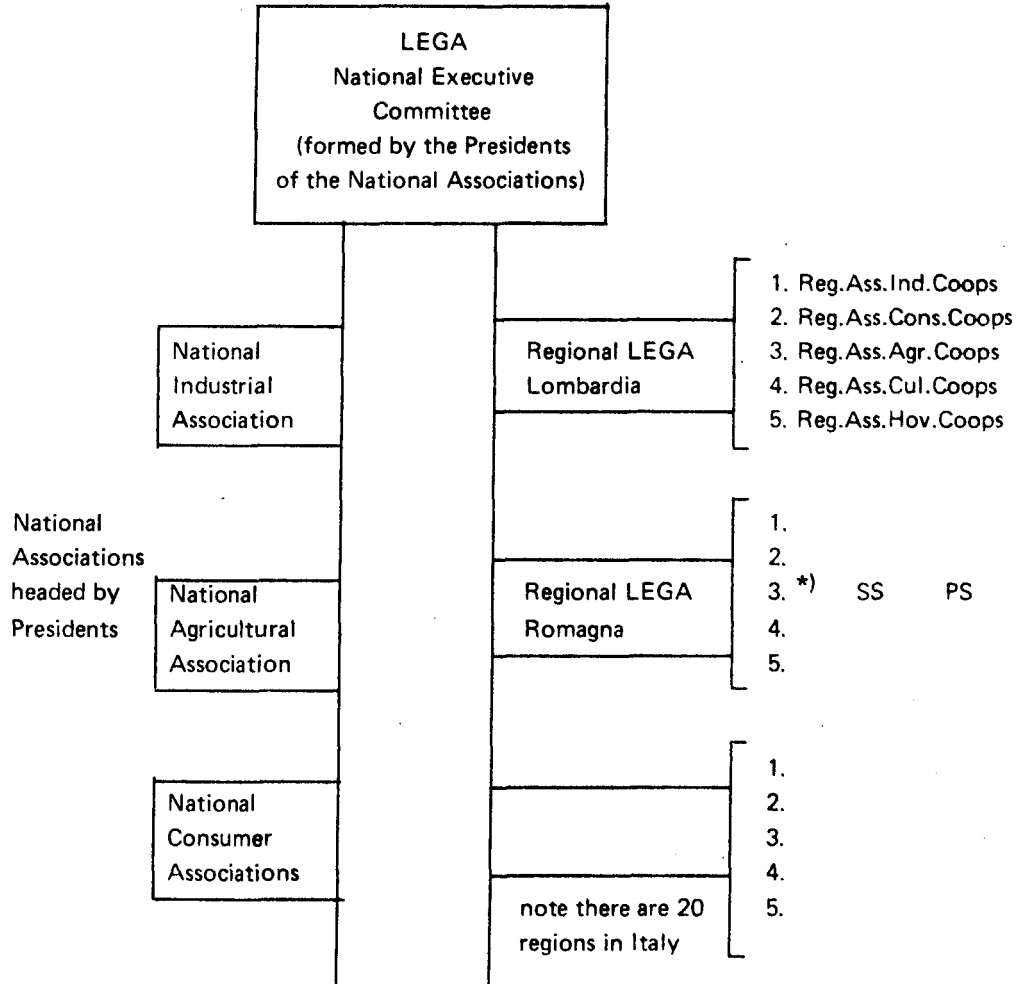 LEGA
National Executive
Committee
(formed by the Presidents
of the National Associations)
National
Industrial
Association
Regional LEGA
Lombardia
1. Reg.Ass.Ind.Coops
2. Reg.Ass.Cons.Coops
3. Reg.Ass.Agr.Coops
4. Reg.Ass.Cul.Coops
5. Reg.Ass.Hov.Coops
National
Associations
headed by
Presidents
National
Agricultural
Association
Regional LEGA
Romagna
1.
2.
3. *) SS PS
4.
5.
National
Consumer
Associations
1.
2.
3.
4.
5.
note there are 20
regions in Italy